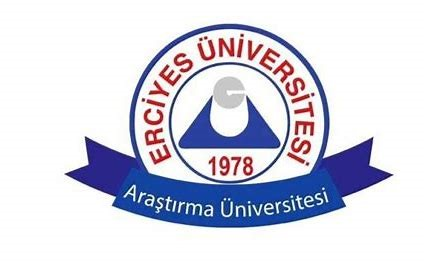 ERCİYES ÜNİVERSİTESİ
1978
Araştırma Üniversitesi